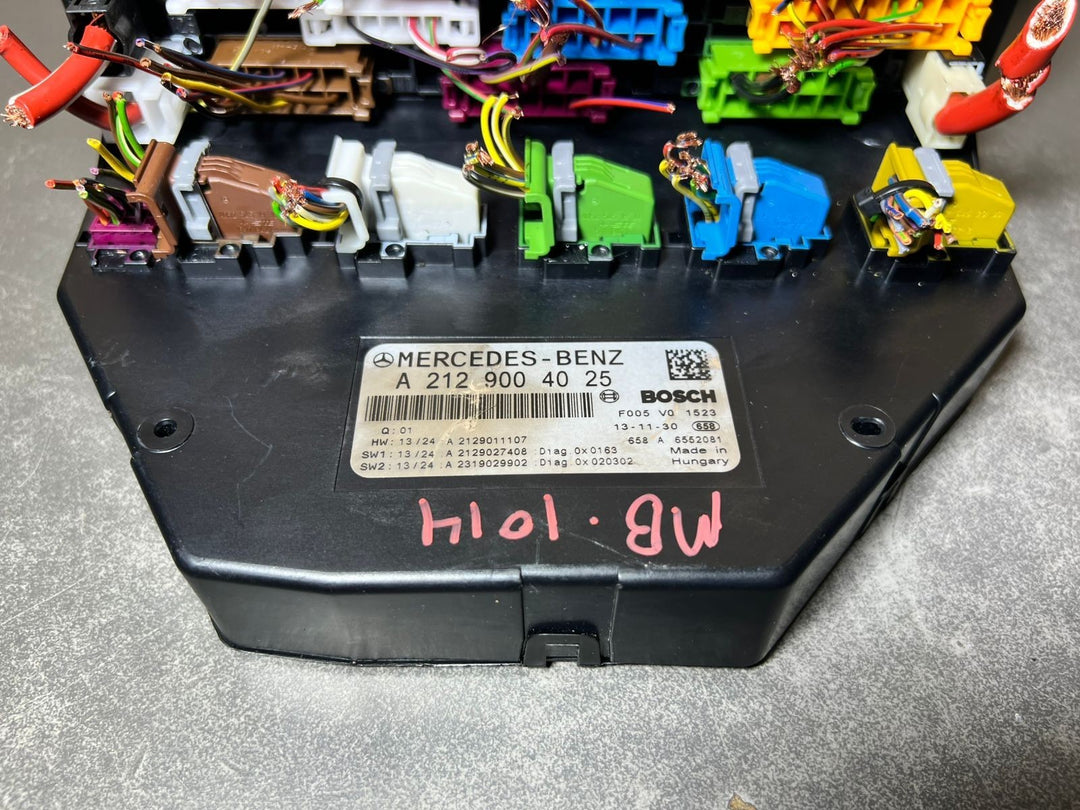 MERCEDES-BENZ
A 212 900 40 25
BOSCH
F005 V0 1523
Q: 01
13-11-30 658
HW: 13/24 A 2129011107
658 A 6552081
SW1: 13/24 A 2129027408 Diag.0x0163
Made in
SW2: 13/24 A 2319029902 Diag.0x020302
Hungary
MB.1014